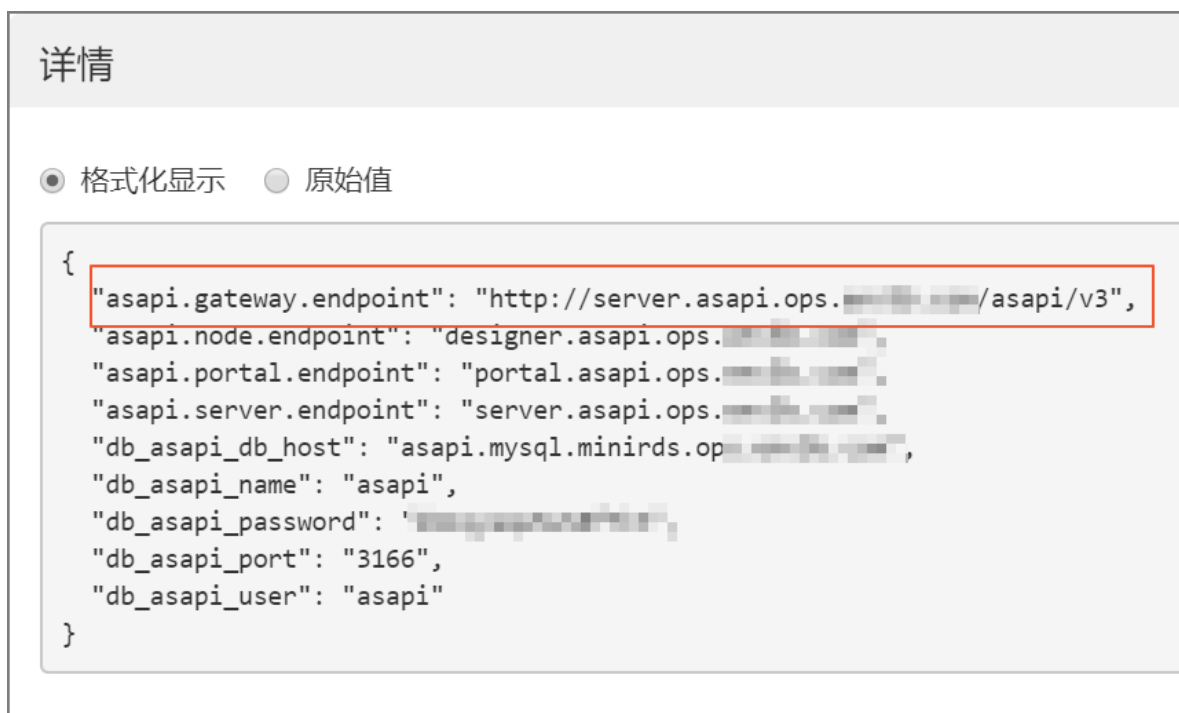 详情
格式化显示 原始值
{
"asapi.gateway.endpoint": "http://server.asapi.ops. /asapi/v3",
"asapi.node.endpoint": "designer.asapi.ops. ",
"asapi.portal.endpoint": "portal.asapi.ops. ",
"asapi.server.endpoint": "server.asapi.ops. ",
"db_asapi_db_host": "asapi.mysql.minirds.op ",
"db_asapi_name": "asapi",
"db_asapi_password":
"db_asapi_port": "3166",
"db_asapi_user": "asapi"
}